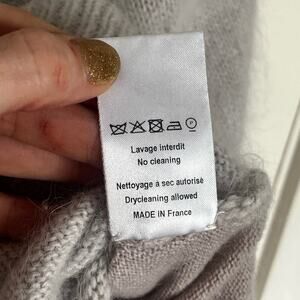 Lavage interdit
No cleaning
Nettoyage à sec autorisé
Drycleaning allowed
MADE IN France